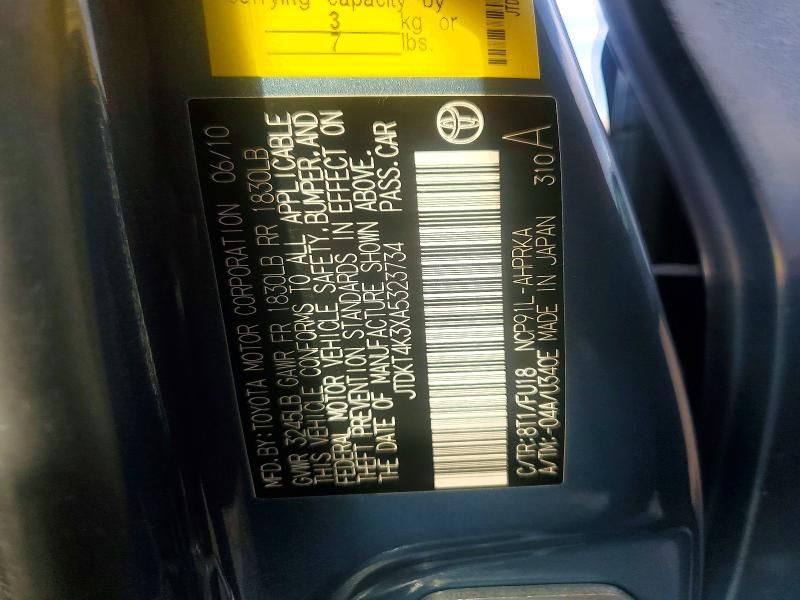 carrying capacity by
3 kg or
7 lbs.
JTD
MFD. BY: TOYOTA MOTOR CORPORATION 06/10
GVWR 3245LB GAWR FR 1830LB RR 1830LB
THIS VEHICLE CONFORMS TO ALL APPLICABLE
FEDERAL MOTOR VEHICLE SAFETY, BUMPER, AND
THEFT PREVENTION STANDARDS IN EFFECT ON
THE DATE OF MANUFACTURE SHOWN ABOVE.
JTDKT4K3XA5323734 PASS. CAR
C/TR:8T1/FU18 NCP91L-AHPRKA 310 A
A/TM:-04A/U340E MADE IN JAPAN